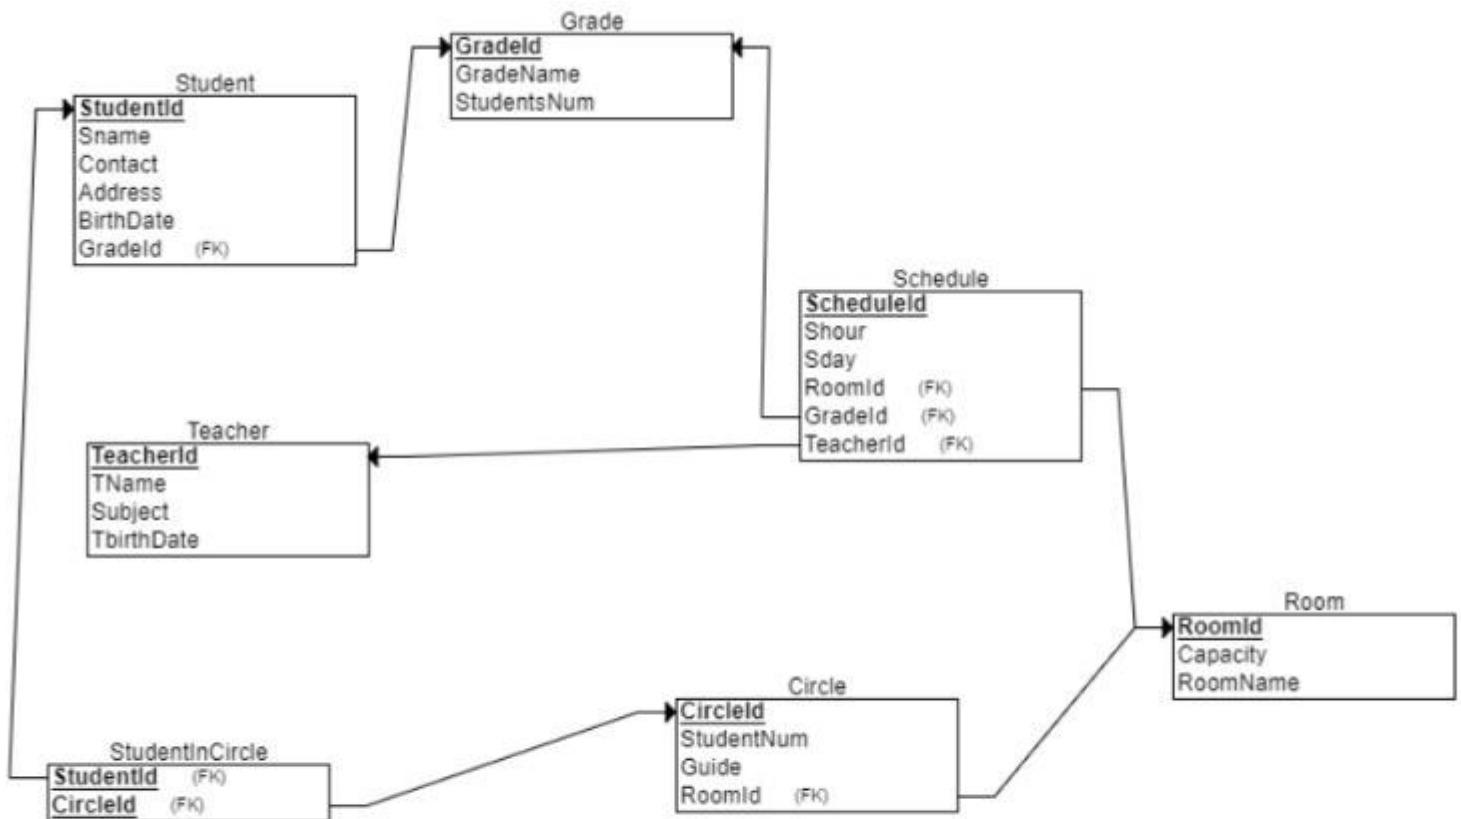 Grade
GradeId
GradeName
StudentsNum
Student
StudentId
Sname
Contact
Address
BirthDate
GradeId (FK)
Schedule
ScheduleId
Shour
Sday
RoomId (FK)
GradeId (FK)
TeacherId (FK)
Teacher
TeacherId
TName
Subject
TbirthDate
Room
RoomId
Capacity
RoomName
Circle
CircleId
StudentNum
Guide
RoomId (FK)
StudentInCircle
StudentId (FK)
CircleId (FK)